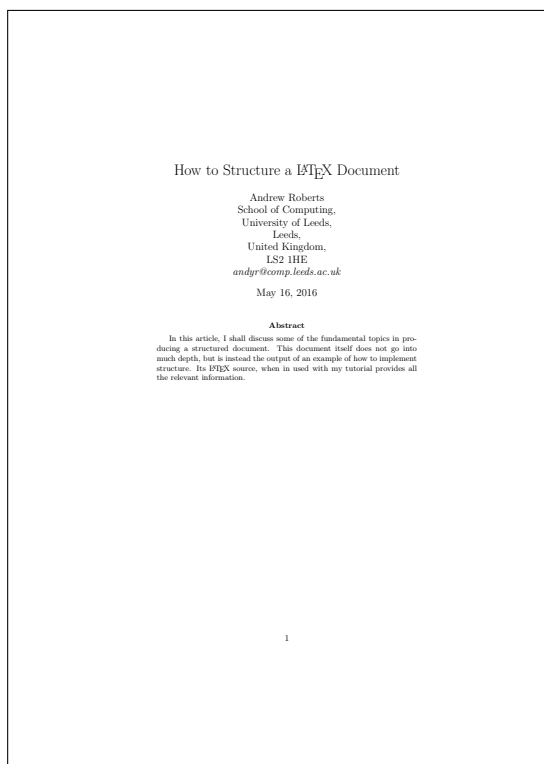 How to Structure a LATEX Document
Andrew Roberts
School of Computing,
University of Leeds,
Leeds,
United Kingdom,
LS2 1HE
andyr@comp.leeds.ac.uk
May 16, 2016
Abstract
In this article, I shall discuss some of the fundamental topics in pro-
ducing a structured document. This document itself does not go into
much depth, but is instead the output of an example of how to implement
structure. Its LATEX source, when in used with my tutorial provides all
the relevant information.
1